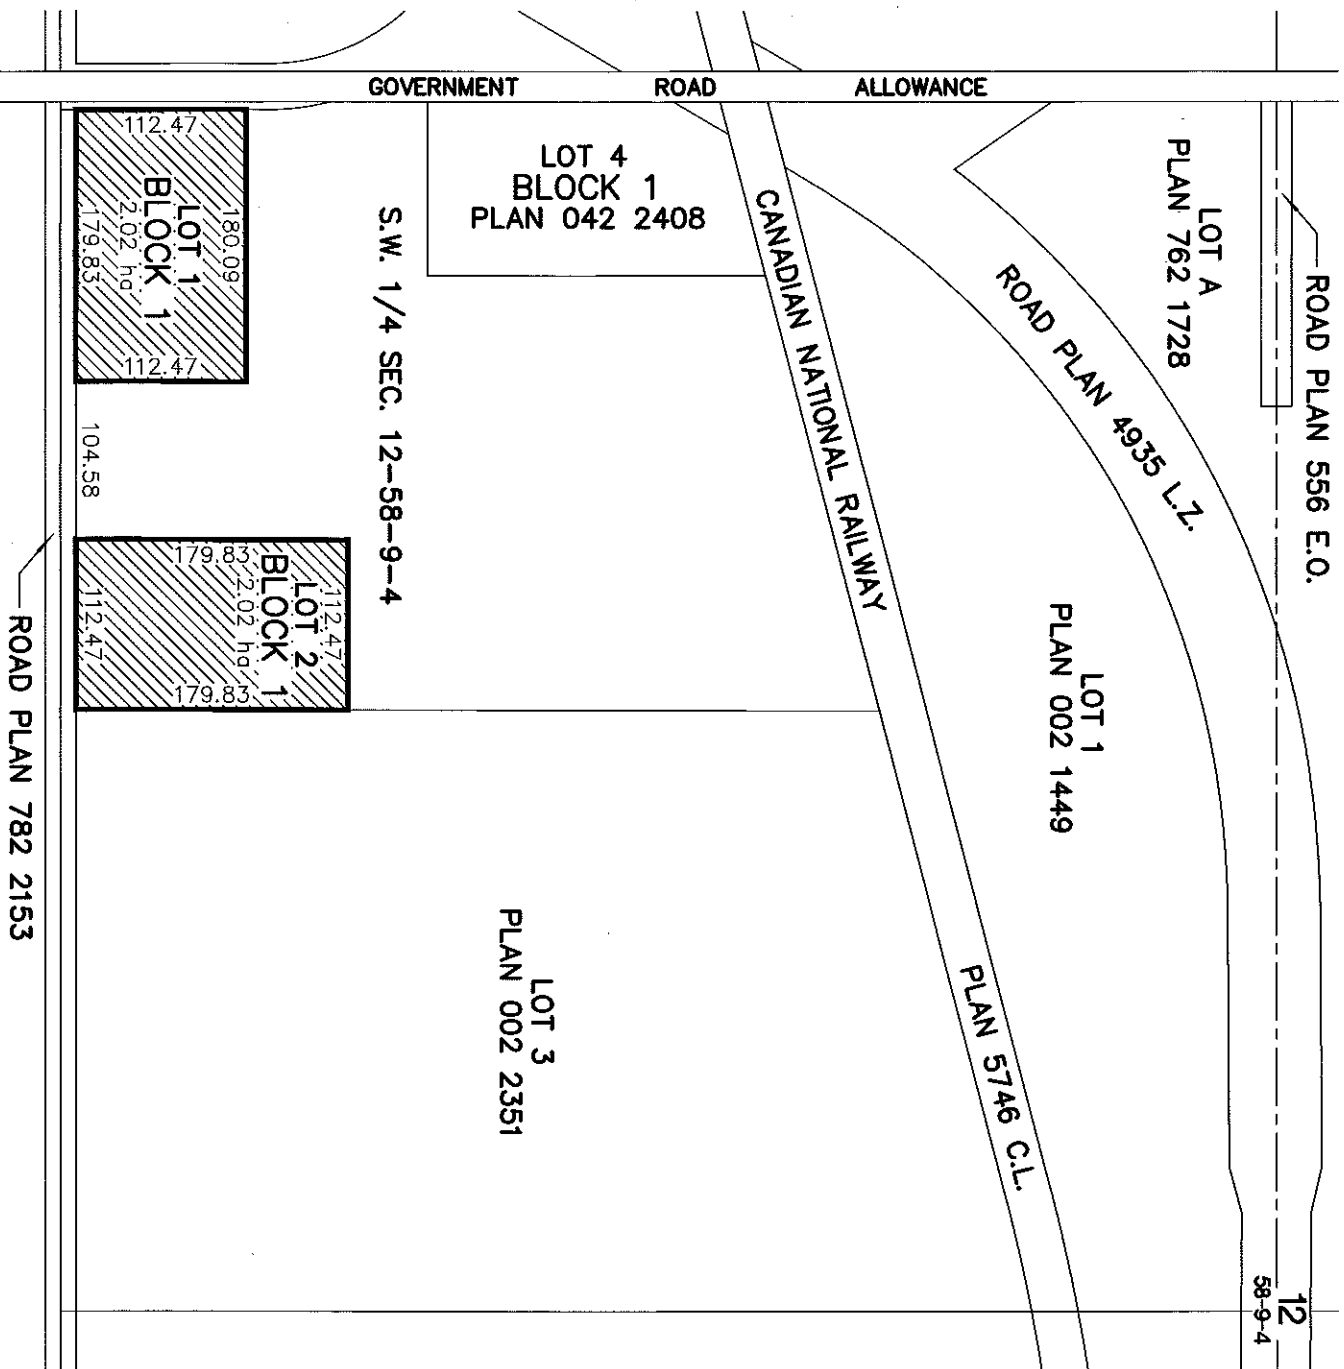 GOVERNMENT ROAD ALLOWANCE
LOT 4
BLOCK 1
PLAN 042 2408
LOT A
PLAN 762 1728
ROAD PLAN 556 E.O.
ROAD PLAN 4935 L.Z.
CANADIAN NATIONAL RAILWAY
PLAN 5746 C.L.
LOT 1
PLAN 002 1449
S.W. 1/4 SEC. 12-58-9-4
112.47
180.09
LOT 1
BLOCK 1
2.02 ha
179.83
112.47
104.58
179.83
112.47
LOT 2
BLOCK 1
2.02 ha
112.47
179.83
LOT 3
PLAN 002 2351
ROAD PLAN 782 2153
12
58-9-4